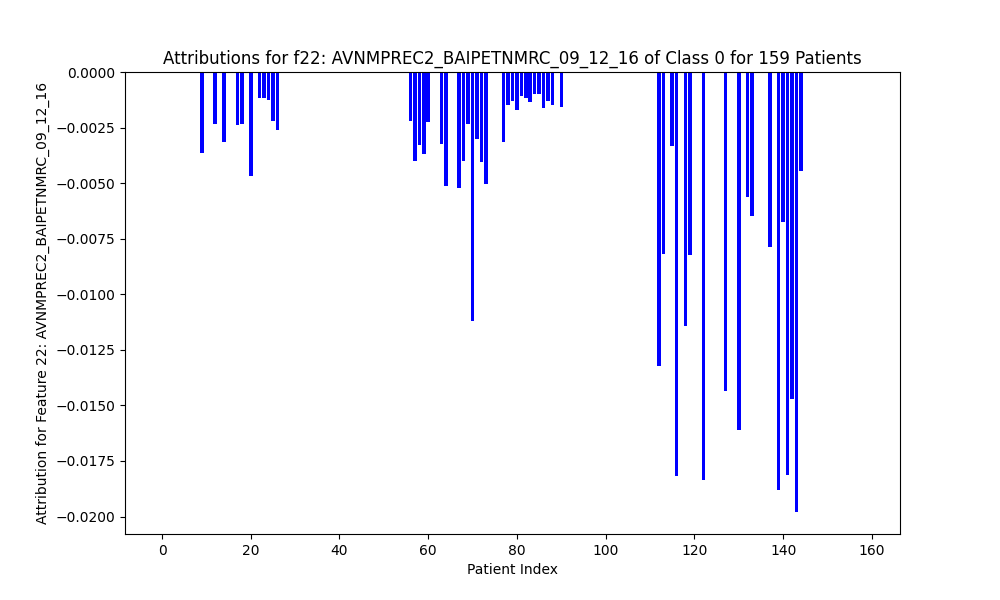 Attributions for f22: AVNMPREC2_BAIPETNMRC_09_12_16 of Class 0 for 159 Patients
Attribution for Feature 22: AVNMPREC2_BAIPETNMRC_09_12_16
0.0000
−0.0025
−0.0050
−0.0075
−0.0100
−0.0125
−0.0150
−0.0175
−0.0200
0 20 40 60 80 100 120 140 160
Patient Index